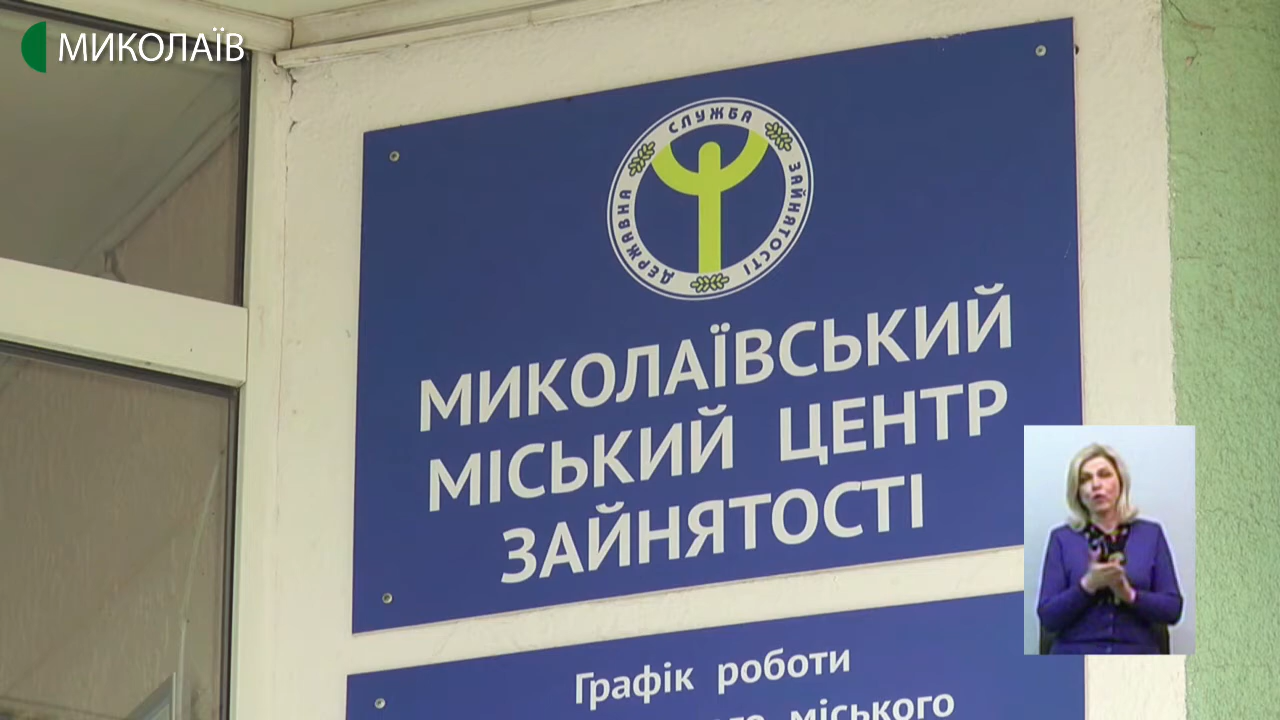 МИКОЛАЇВ
ДЕРЖАВНА СЛУЖБА ЗАЙНЯТОСТІ
МИКОЛАЇВСЬКИЙ
МІСЬКИЙ ЦЕНТР
ЗАЙНЯТОСТІ
Графік роботи
міського